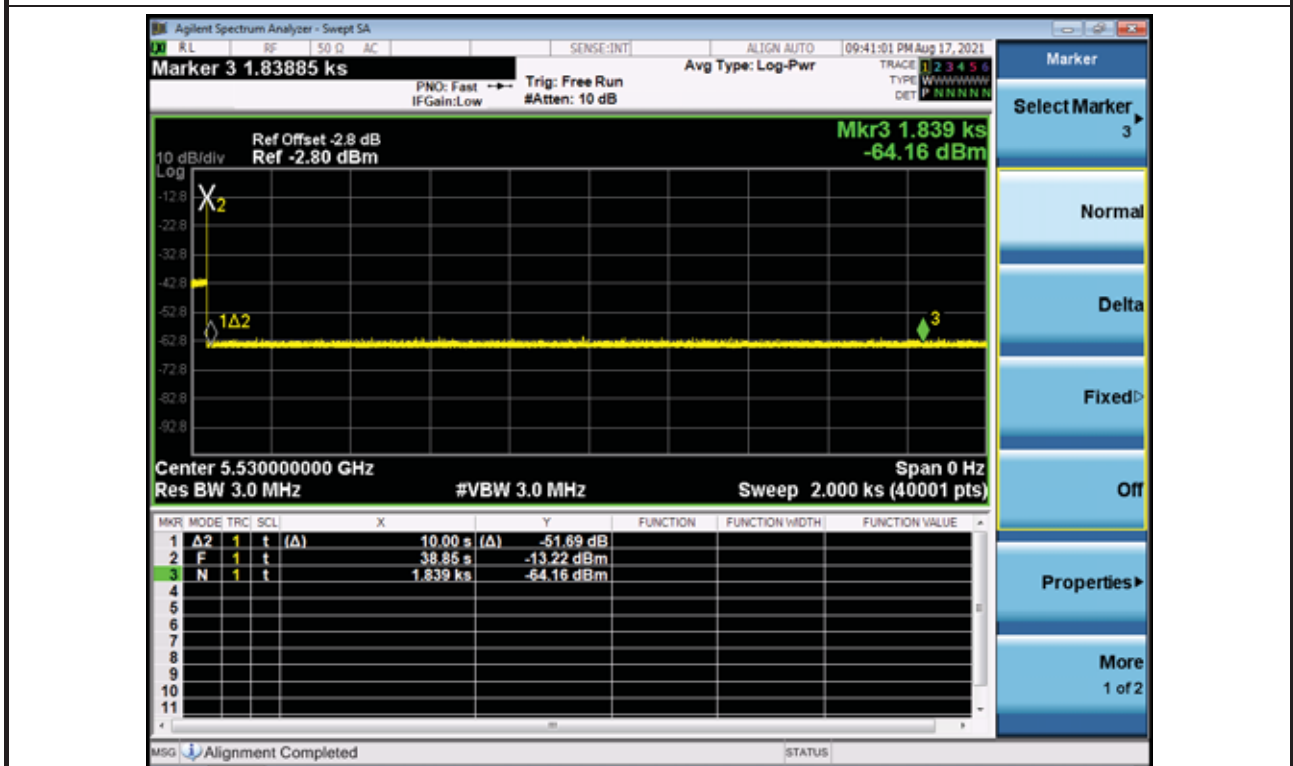 Agilent Spectrum Analyzer - Swept SA
RL RF 50 Ω AC SENSE:INT ALIGN AUTO 09:41:01 PM Aug 17, 2021
Marker 3 1.83885 ks
PNO: Fast
IFGain:Low
Trig: Free Run
#Atten: 10 dB
Avg Type: Log-Pwr
TRACE 1 2 3 4 5 6
TYPE WWWWWW
DET P N N N N N
Ref Offset -2.8 dB
10 dB/div Ref -2.80 dBm
Log
Mkr3 1.839 ks
-64.16 dBm
-12.8
-22.8
-32.8
-42.8
-52.8
-62.8
-72.8
-82.8
-92.8
X2
1Δ2
3
Center 5.530000000 GHz Span 0 Hz
Res BW 3.0 MHz #VBW 3.0 MHz Sweep 2.000 ks (40001 pts)
MKR MODE TRC SCL X Y FUNCTION FUNCTION WIDTH FUNCTION VALUE
1 Δ2 1 t (Δ) 10.00 s (Δ) -51.69 dB
2 F 1 t 38.85 s -13.22 dBm
3 N 1 t 1.839 ks -64.16 dBm
4
5
6
7
8
9
10
11
MSG Alignment Completed STATUS
Marker
Select Marker
3
Normal
Delta
Fixed
Off
Properties
More
1 of 2